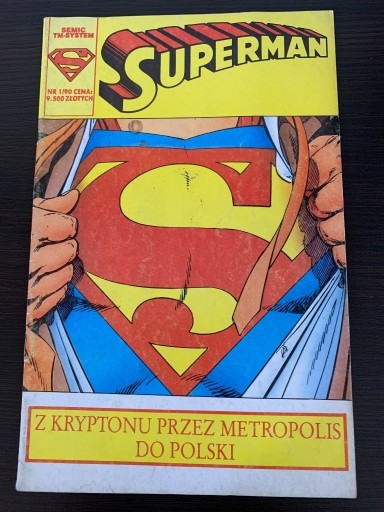 SEMIC
TM-SYSTEM
S
NR 1/90 CENA:
9.500 ZŁOTYCH
SUPERMAN
S
Z KRYPTONU PRZEZ METROPOLIS
DO POLSKI